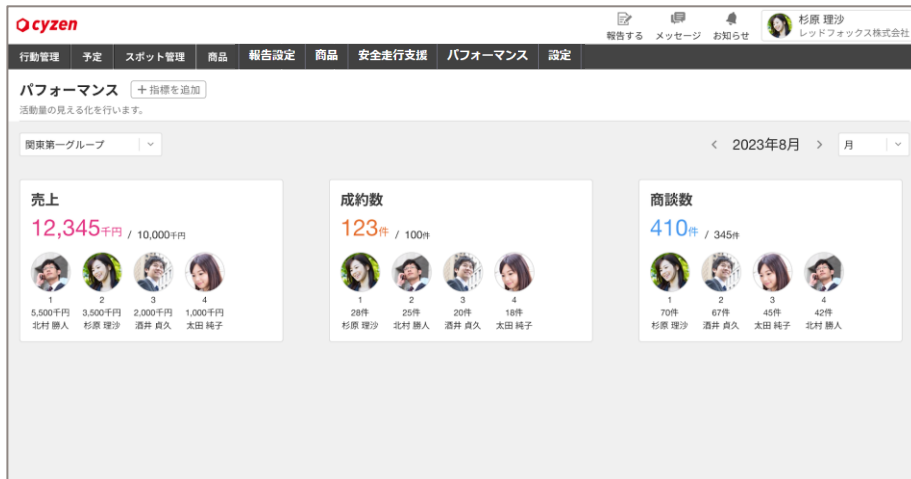 cyzen
報告する メッセージ お知らせ
杉原 理沙
レッドフォックス株式会社
行動管理 予定 スポット管理 商品 報告設定 商品 安全走行支援 パフォーマンス 設定
パフォーマンス +指標を追加
活動量の見える化を行います。
関東第一グループ
< 2023年8月 > 月
売上
12,345千円 / 10,000千円
1 2 3 4
5,500千円 3,500千円 2,000千円 1,000千円
北村 勝人 杉原 理沙 酒井 貞久 太田 純子
成約数
123件 / 100件
1 2 3 4
28件 25件 20件 18件
杉原 理沙 北村 勝人 酒井 貞久 太田 純子
商談数
410件 / 345件
1 2 3 4
70件 67件 45件 42件
杉原 理沙 酒井 貞久 太田 純子 北村 勝人